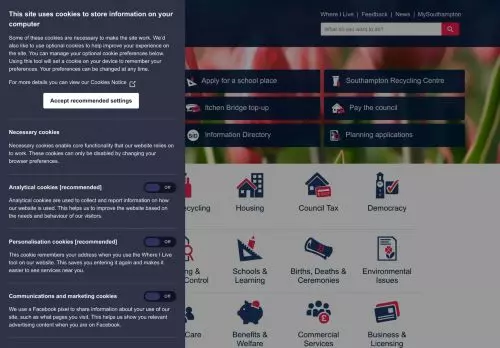 This site uses cookies to store information on your
computer
Some of these cookies are necessary to make the site work. We'd
also like to use optional cookies to help improve your experience on
the site. You can manage your optional cookie preferences below.
Using this tool will set a cookie on your device to remember your
preferences. Your preferences can be changed at any time.
For more details you can view our Cookies Notice
Accept recommended settings
Necessary cookies
Necessary cookies enable core functionality that our website relies on
to work. These cookies can only be disabled by changing your
browser preferences.
Analytical cookies [recommended]
Off
Analytical cookies are used to collect and report information on how
our website is used. This helps us to improve the website based on
the needs and behaviour of our visitors.
Personalisation cookies [recommended]
Off
This cookie remembers your address when you use the Where I Live
tool on our website. This saves you entering it again and makes it
easier to see services near you.
Communications and marketing cookies
Off
We use a Facebook pixel to share information about your use of our
site, such as what pages you visit. This helps us show you relevant
advertising content when you are on Facebook.
Where I Live | Feedback | News | MySouthampton
What do you want to do?
Apply for a school place
Southampton Recycling Centre
Itchen Bridge top-up
Pay the council
SID
Information Directory
Planning applications
cycling
Housing
Council Tax
Democracy
g &
Control
Schools &
Learning
Births, Deaths &
Ceremonies
Environmental
Issues
Care
Benefits &
Welfare
£
Commercial
Services
Business &
Licensing